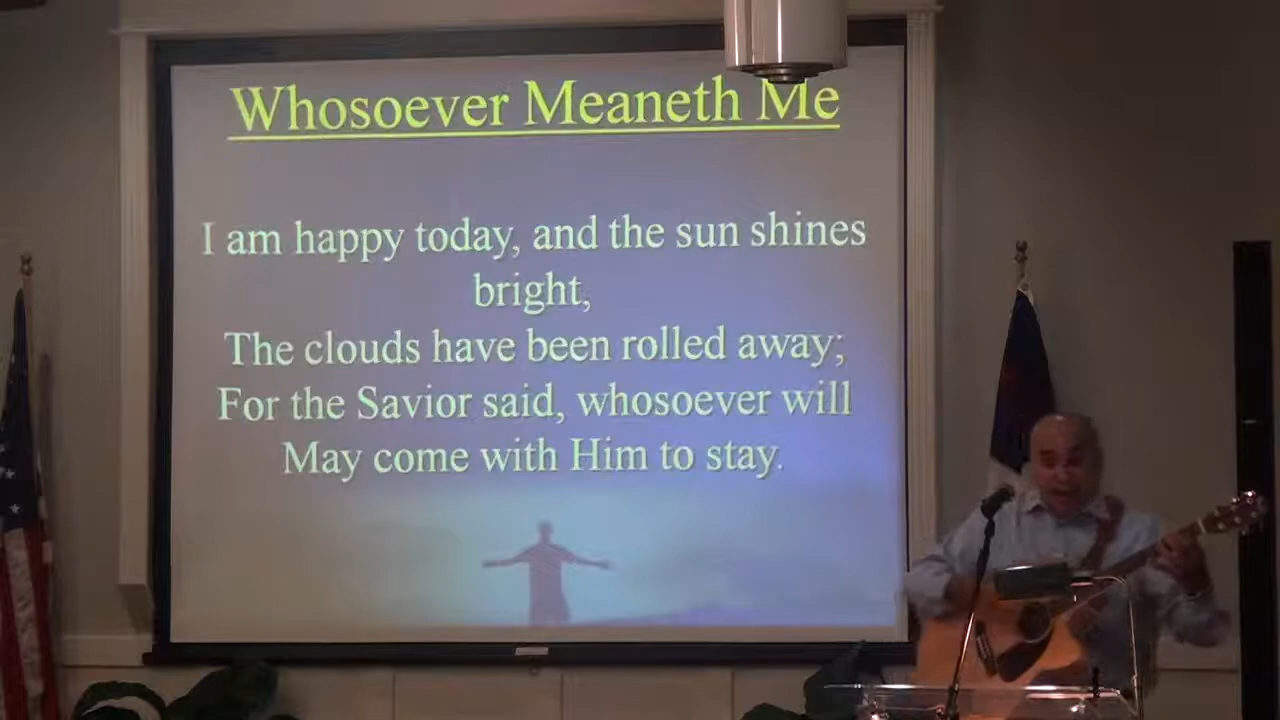 Whosoever Meaneth Me
I am happy today, and the sun shines
bright,
The clouds have been rolled away;
For the Savior said, whosoever will
May come with Him to stay.